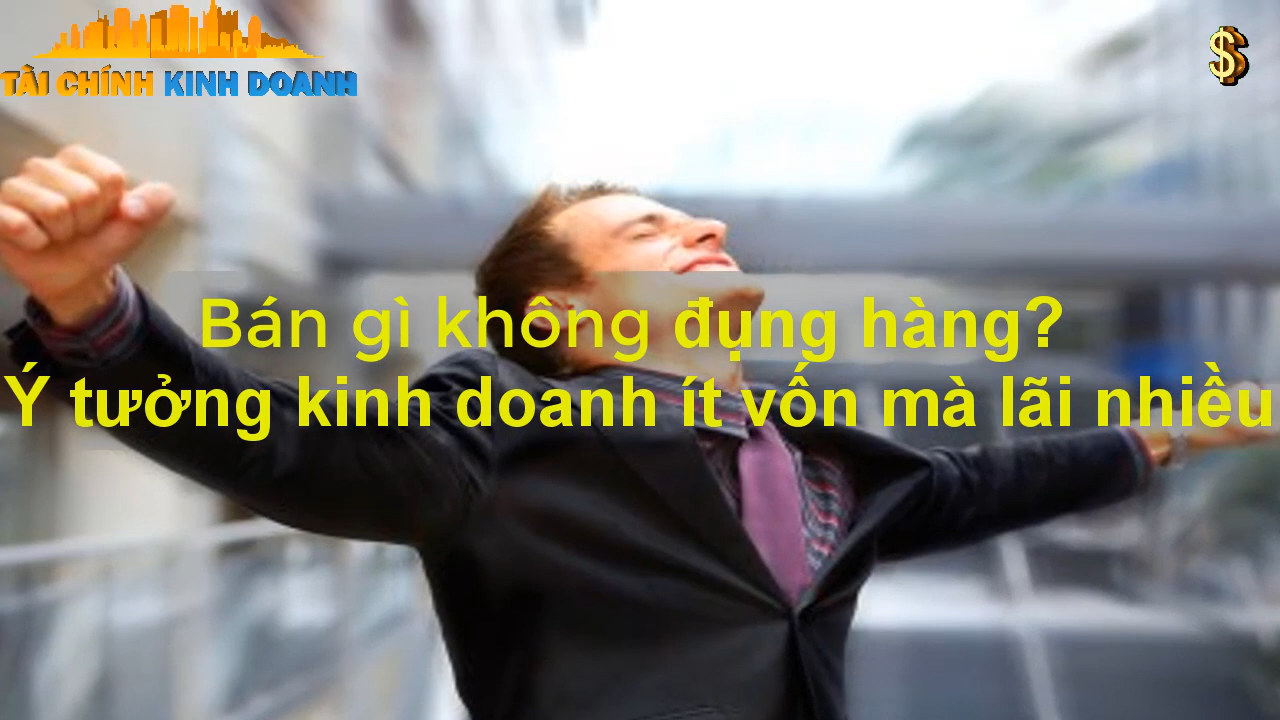 TÀI CHÍNH KINH DOANH
$
Bán gì không đụng hàng?
Ý tưởng kinh doanh ít vốn mà lãi nhiều